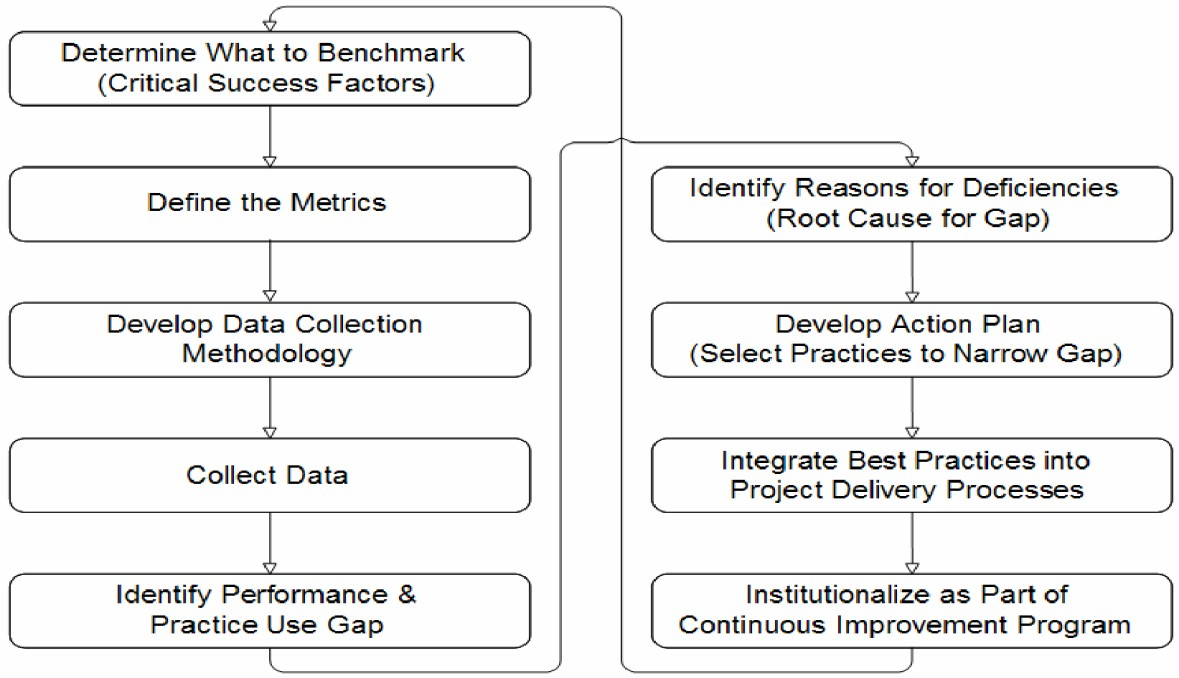 Determine What to Benchmark
(Critical Success Factors)
Define the Metrics
Develop Data Collection
Methodology
Collect Data
Identify Performance &
Practice Use Gap
Identify Reasons for Deficiencies
(Root Cause for Gap)
Develop Action Plan
(Select Practices to Narrow Gap)
Integrate Best Practices into
Project Delivery Processes
Institutionalize as Part of
Continuous Improvement Program